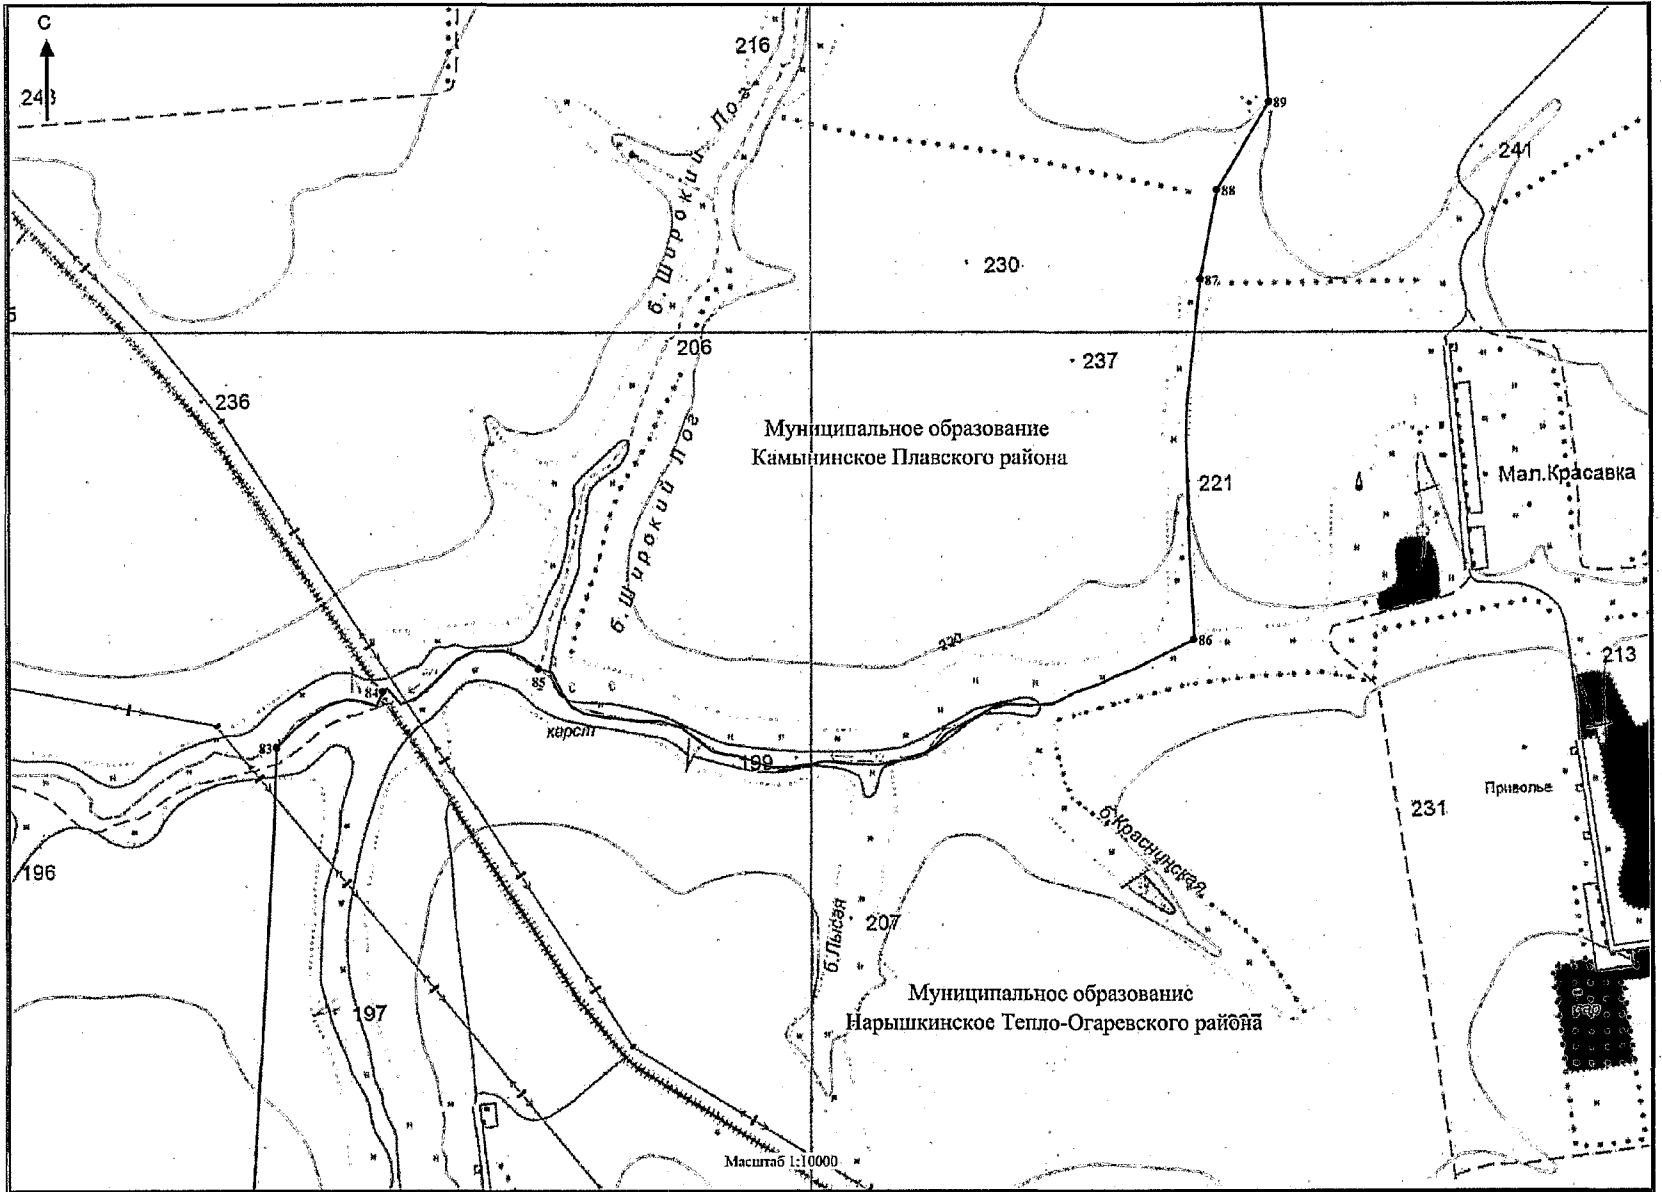 С
216
248
б. Широкий Лог
241
89
88
230
87
206
237
236
Муниципальное образование
Камынинское Плавского района
б. Широкий Лог
221
Мал.Красавка
220
86
213
85
84
83
карст
199
Приволье
231
б.Краснинская
196
207
б.Лысая
Муниципальное образование
Нарышкинское Тепло-Огаревского района
197
Масштаб 1:10000